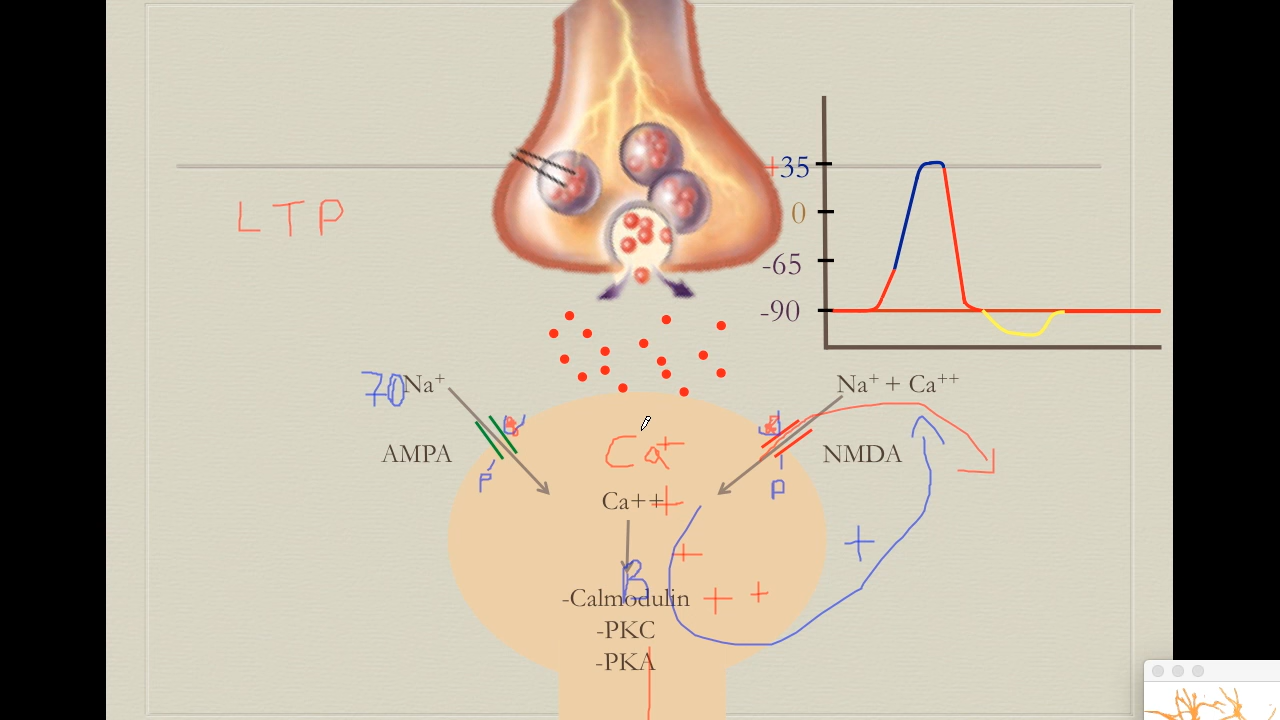 LTP
+35
0
-65
-90
70 Na+
Na+ + Ca++
AMPA
NMDA
Ca+
P
P
Ca+++
+
+
B
+ +
-Calmodulin
-PKC
-PKA